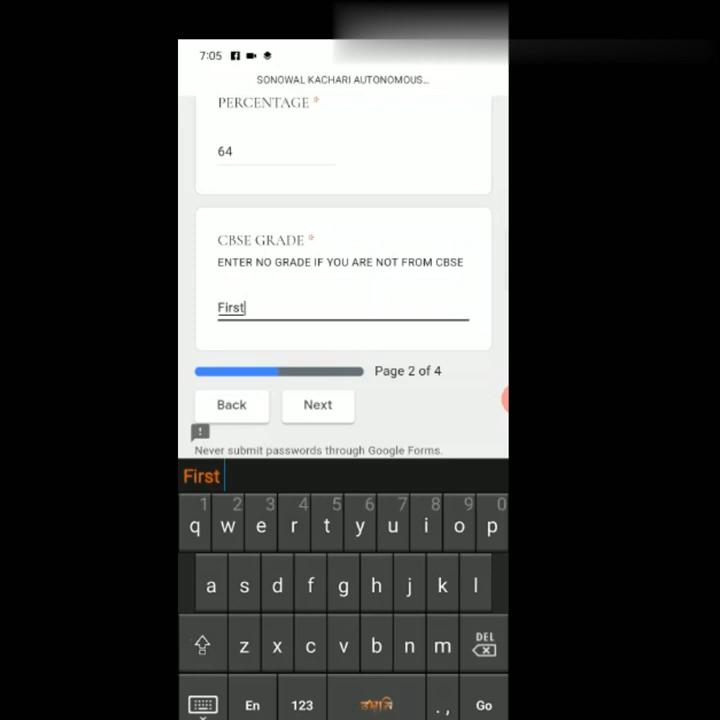 7:05
SONOWAL KACHARI AUTONOMOUS...
PERCENTAGE *
64
CBSE GRADE *
ENTER NO GRADE IF YOU ARE NOT FROM CBSE
First
Page 2 of 4
Back Next
Never submit passwords through Google Forms.
First
1 2 3 4 5 6 7 8 9 0
q w e r t y u i o p
a s d f g h j k l
z x c v b n m DEL
En 123 . , Go